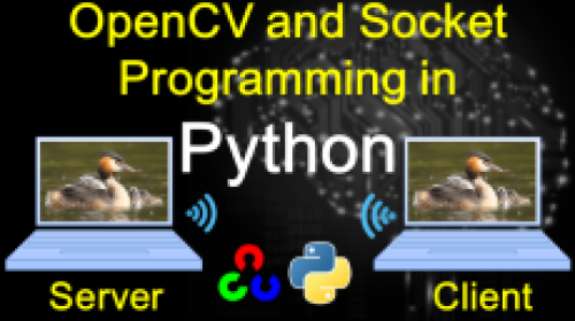 OpenCV and Socket
Programming in
Python
Server
Client